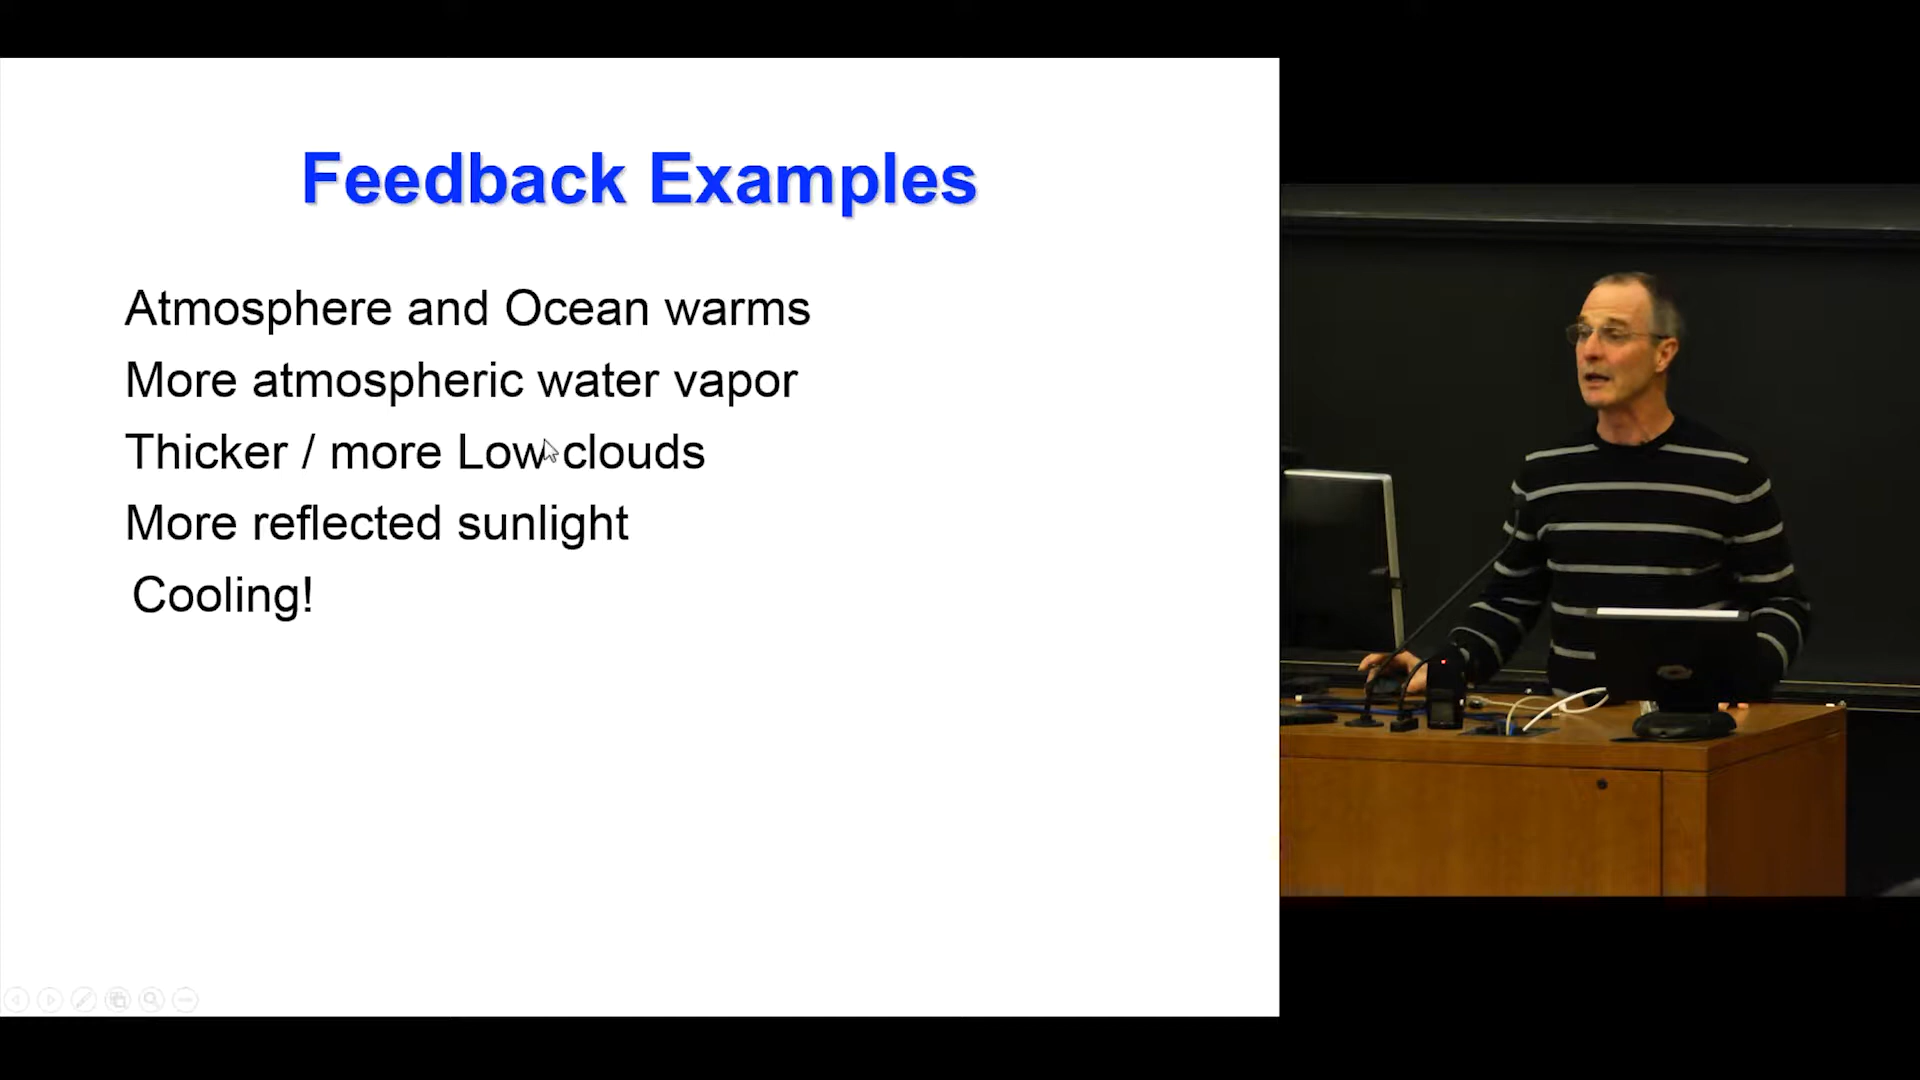 Feedback Examples
Atmosphere and Ocean warms
More atmospheric water vapor
Thicker / more Low clouds
More reflected sunlight
Cooling!